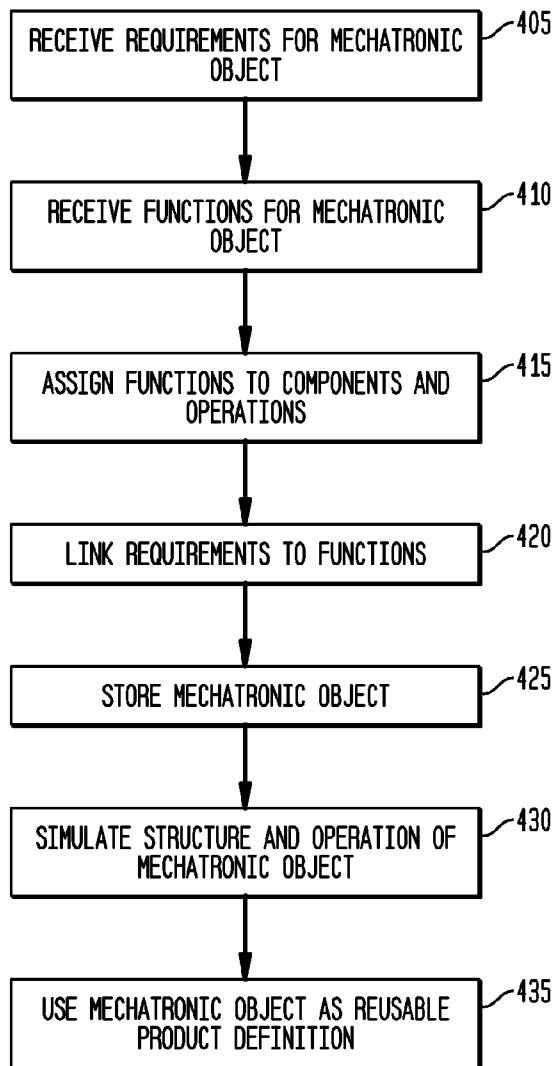 RECEIVE REQUIREMENTS FOR MECHATRONIC
OBJECT
405
RECEIVE FUNCTIONS FOR MECHATRONIC
OBJECT
410
ASSIGN FUNCTIONS TO COMPONENTS AND
OPERATIONS
415
LINK REQUIREMENTS TO FUNCTIONS
420
STORE MECHATRONIC OBJECT
425
SIMULATE STRUCTURE AND OPERATION OF
MECHATRONIC OBJECT
430
USE MECHATRONIC OBJECT AS REUSABLE
PRODUCT DEFINITION
435